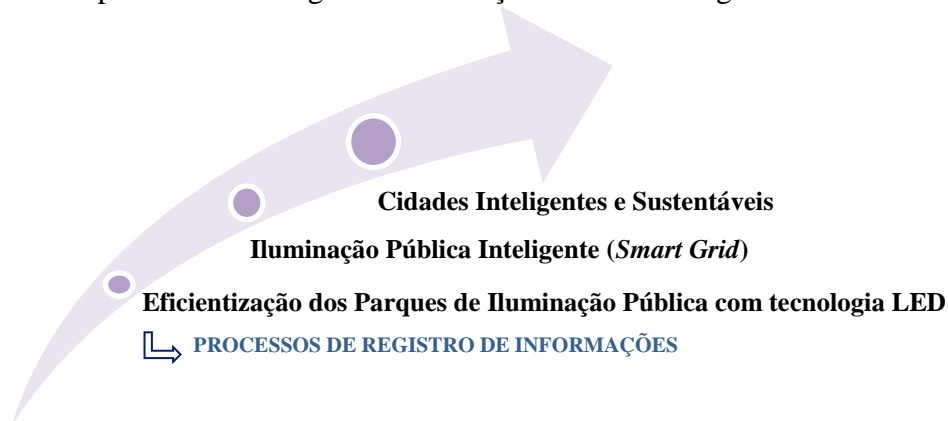 Cidades Inteligentes e Sustentáveis
Iluminação Pública Inteligente (Smart Grid)
Eficientização dos Parques de Iluminação Pública com tecnologia LED
PROCESSOS DE REGISTRO DE INFORMAÇÕES